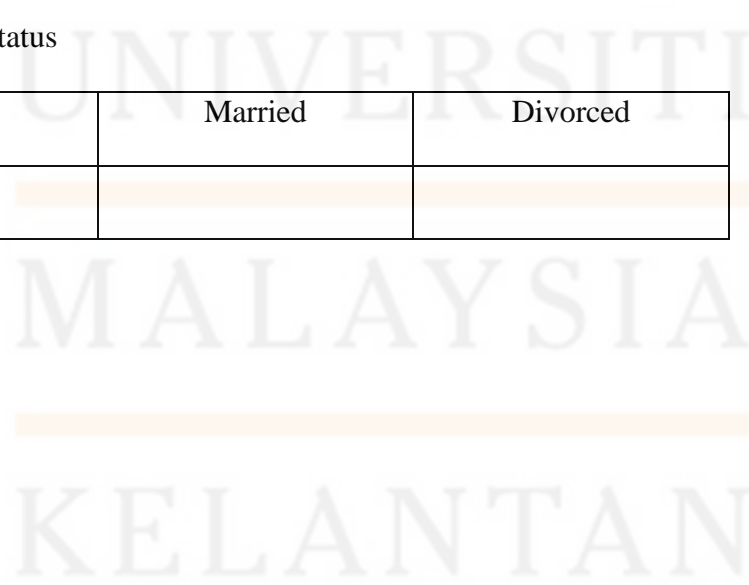 tatus
UNIVERSITI
Married Divorced
MALAYSIA
KELANTAN